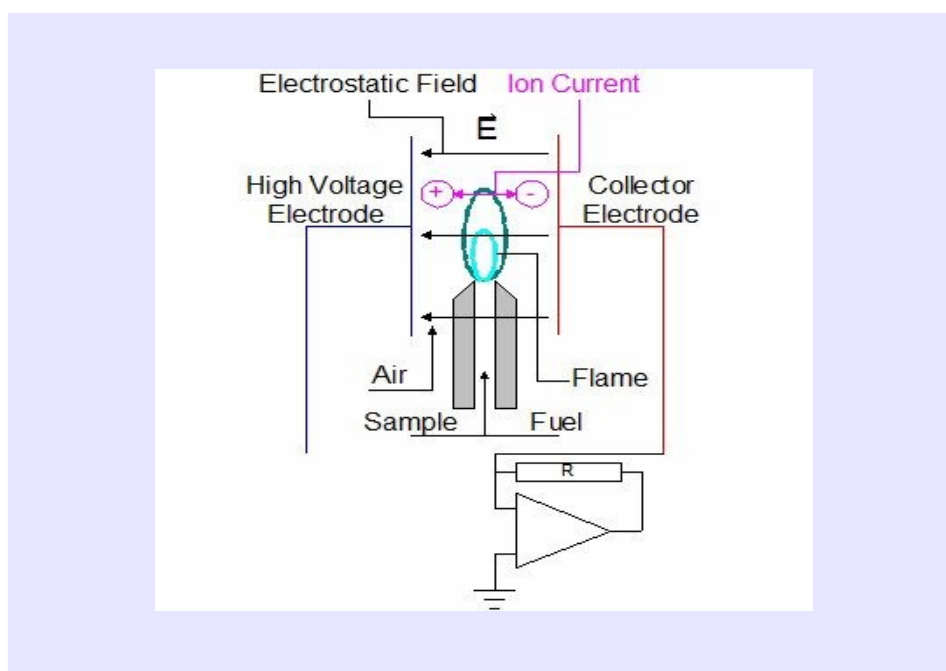 Electrostatic Field
Ion Current
E
High Voltage
Electrode
+
-
Collector
Electrode
Air
Flame
Sample
Fuel
R